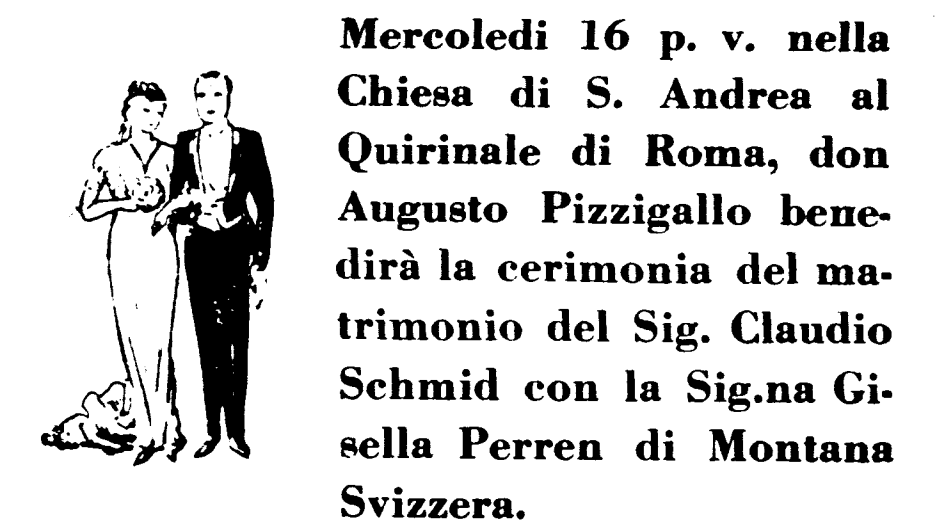 Mercoledi 16 p. v. nella
Chiesa di S. Andrea al
Quirinale di Roma, don
Augusto Pizzigallo bene-
dirà la cerimonia del ma-
trimonio del Sig. Claudio
Schmid con la Sig.na Gi-
sella Perren di Montana
Svizzera.